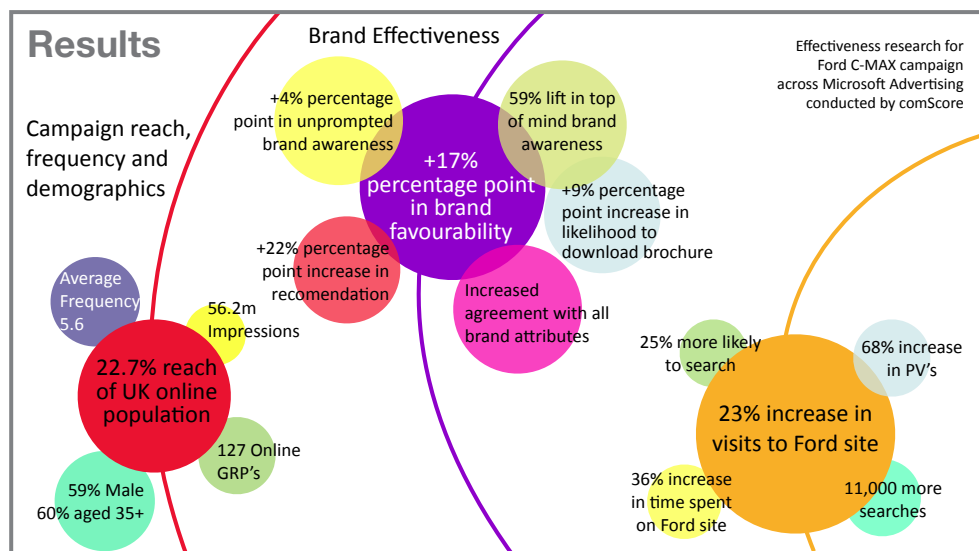 Results
Campaign reach,
frequency and
demographics
Average
Frequency
5.6
56.2m
Impressions
22.7% reach
of UK online
population
127 Online
GRP's
59% Male
60% aged 35+
Brand Effectiveness
+4% percentage
point in unprompted
brand awareness
59% lift in top
of mind brand
awareness
+17%
percentage point
in brand
favourability
+9% percentage
point increase in
likelihood to
download brochure
+22% percentage
point increase in
recomendation
Increased
agreement with all
brand attributes
Effectiveness research for
Ford C-MAX campaign
across Microsoft Advertising
conducted by comScore
25% more likely
to search
68% increase
in PV's
23% increase in
visits to Ford site
36% increase
in time spent
on Ford site
11,000 more
searches